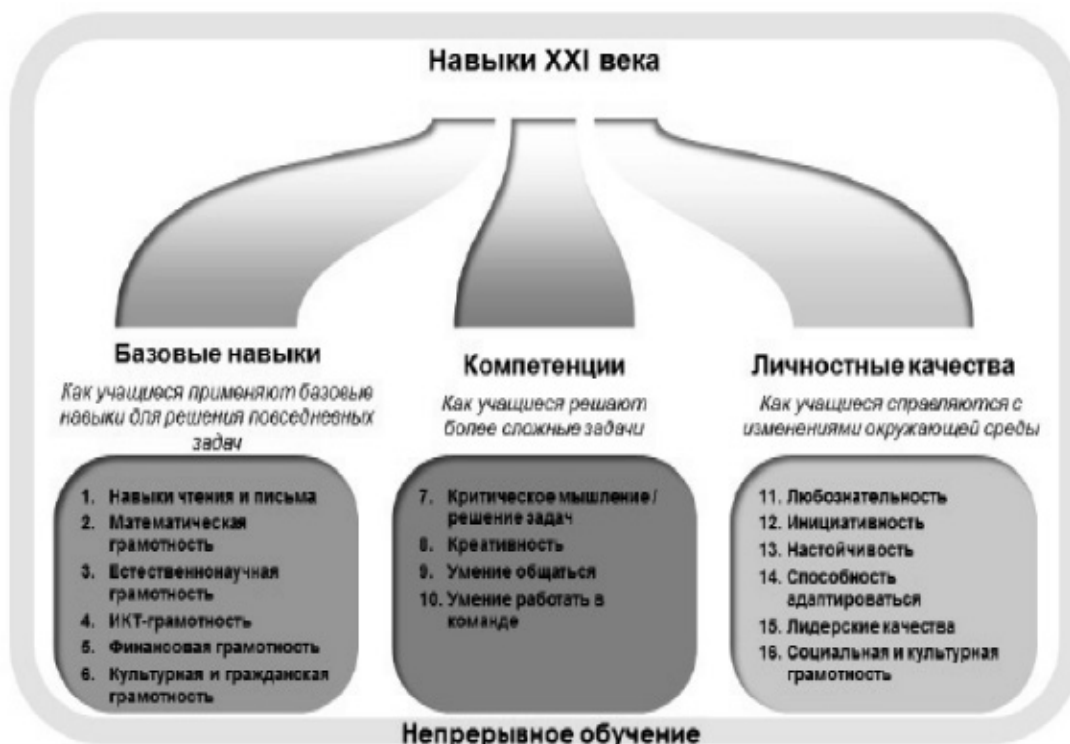 Навыки XXI века
Базовые навыки
Как учащиеся применяют базовые
навыки для решения повседневных
задач
1. Навыки чтения и письма
2. Математическая
грамотность
3. Естественнонаучная
грамотность
4. ИКТ-грамотность
5. Финансовая грамотность
6. Культурная и гражданская
грамотность
Компетенции
Как учащиеся решают
более сложные задачи
7. Критическое мышление /
решение задач
8. Креативность
9. Умение общаться
10. Умение работать в
команде
Личностные качества
Как учащиеся справляются с
изменениями окружающей среды
11. Любознательность
12. Инициативность
13. Настойчивость
14. Способность
адаптироваться
15. Лидерские качества
16. Социальная и культурная
грамотность
Непрерывное обучение